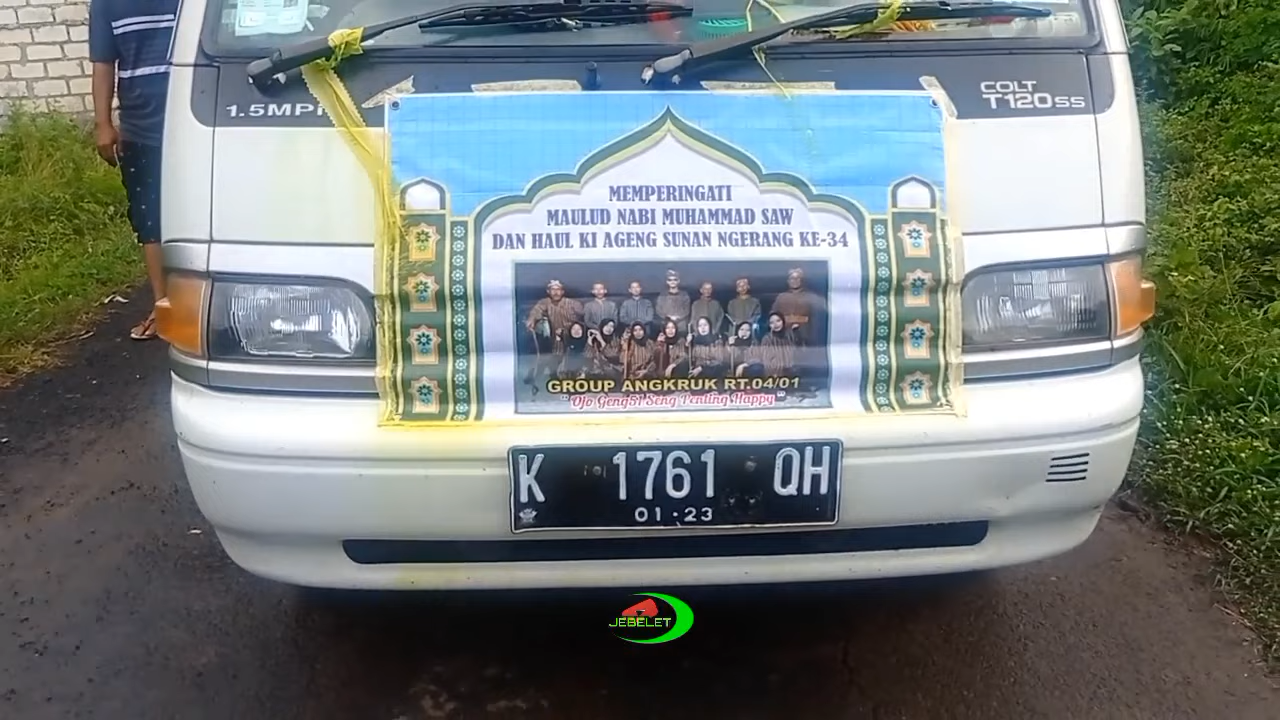 1.5MPI
COLT
T120SS
MEMPERINGATI
MAULUD NABI MUHAMMAD SAW
DAN HAUL KI AGENG SUNAN NGERANG KE-34
GROUP ANGKRUK RT.04/01
"Ojo Geng51 Seng Penting Happy"
K 1761 QH
01·23
JEBELET